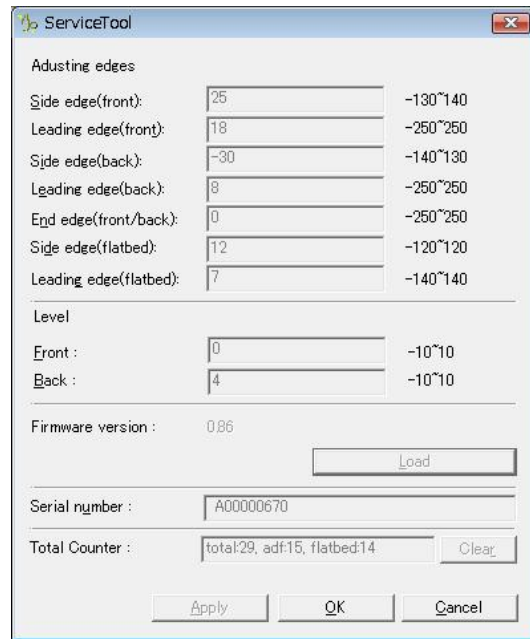 ServiceTool
Adusting edges
Side edge(front): 25 -130~140
Leading edge(front): 18 -250~250
Side edge(back): -30 -140~130
Leading edge(back): 8 -250~250
End edge(front/back): 0 -250~250
Side edge(flatbed): 12 -120~120
Leading edge(flatbed): 7 -140~140
Level
Front : 0 -10~10
Back : 4 -10~10
Firmware version : 0.86
Load
Serial number : A00000670
Total Counter : total:29, adf:15, flatbed:14 Clear
Apply OK Cancel